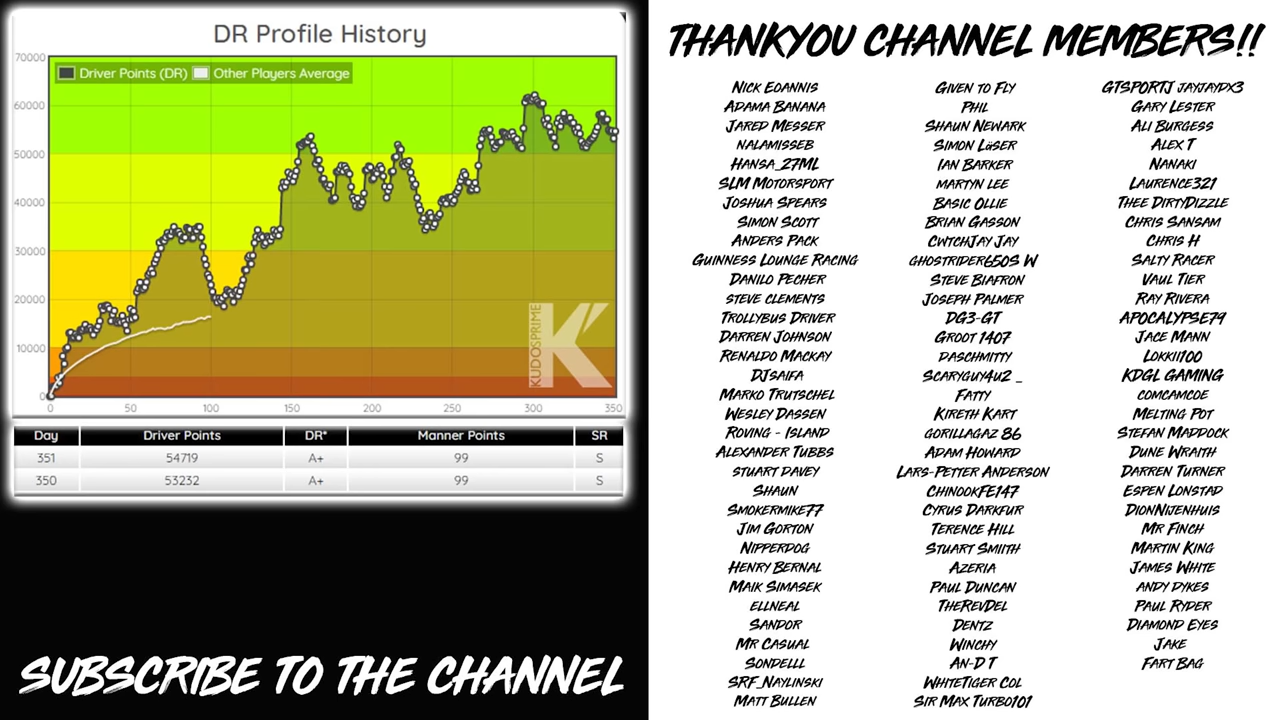 DR Profile History
70000
60000
50000
40000
30000
20000
10000
0
Driver Points (DR) Other Players Average
KUDOSPRIME K'
0 50 100 150 200 250 300 350
Day Driver Points DR* Manner Points SR
351 54719 A+ 99 S
350 53232 A+ 99 S
SUBSCRIBE TO THE CHANNEL
THANKYOU CHANNEL MEMBERS!!
NICK EOANNIS
ADAMA BANANA
JARED MESSER
NALAMISSEB
HANSA_27ML
SLM MOTORSPORT
JOSHUA SPEARS
SIMON SCOTT
ANDERS PACK
GUINNESS LOUNGE RACING
DANILO PECHER
STEVE CLEMENTS
TROLLYBUS DRIVER
DARREN JOHNSON
RENALDO MACKAY
DJSAIFA
MARKO TRUTSCHEL
WESLEY DASSEN
ROVING - ISLAND
ALEXANDER TUBBS
STUART DAVEY
SHAUN
SMOKERMIKE77
JIM GORTON
NIPPERDOG
HENRY BERNAL
MAIK SIMASEK
ELLNEAL
SANDOR
MR CASUAL
SONDELLL
SRF_NAYLINSKI
MATT BULLEN
GIVEN TO FLY
PHIL
SHAUN NEWARK
SIMON LöSER
IAN BARKER
MARTYN LEE
BASIC OLLIE
BRIAN GASSON
CWTCHJAY JAY
GHOSTRIDER650S W
STEVE BIAFRON
JOSEPH PALMER
DG3-GT
GROOT 1407
DASCHMITTY
SCARYGUY4U2 _
FATTY
KIRETH KART
GORILLAGAZ 86
ADAM HOWARD
LARS-PETTER ANDERSON
CHINOOKFE147
CYRUS DARKFUR
TERENCE HILL
STUART SMIITH
AZERIA
PAUL DUNCAN
THEREVDEL
DENTZ
WINCHY
AN-D T
WHITETIGER COL
SIR MAX TURBO101
GTSPORTJ JAYJAYDX3
GARY LESTER
ALI BURGESS
ALEX T
NANAKI
LAURENCE321
THEE DIRTYDIZZLE
CHRIS SANSAM
CHRIS H
SALTY RACER
VAUL TIER
RAY RIVERA
APOCALYPSE79
JACE MANN
LOKKI1100
KDGL GAMING
COMCAMCOE
MELTING POT
STEFAN MADDOCK
DUNE WRAITH
DARREN TURNER
ESPEN LONSTAD
DIONNIJENHUIS
MR FINCH
MARTIN KING
JAMES WHITE
ANDY DYKES
PAUL RYDER
DIAMOND EYES
JAKE
FART BAG